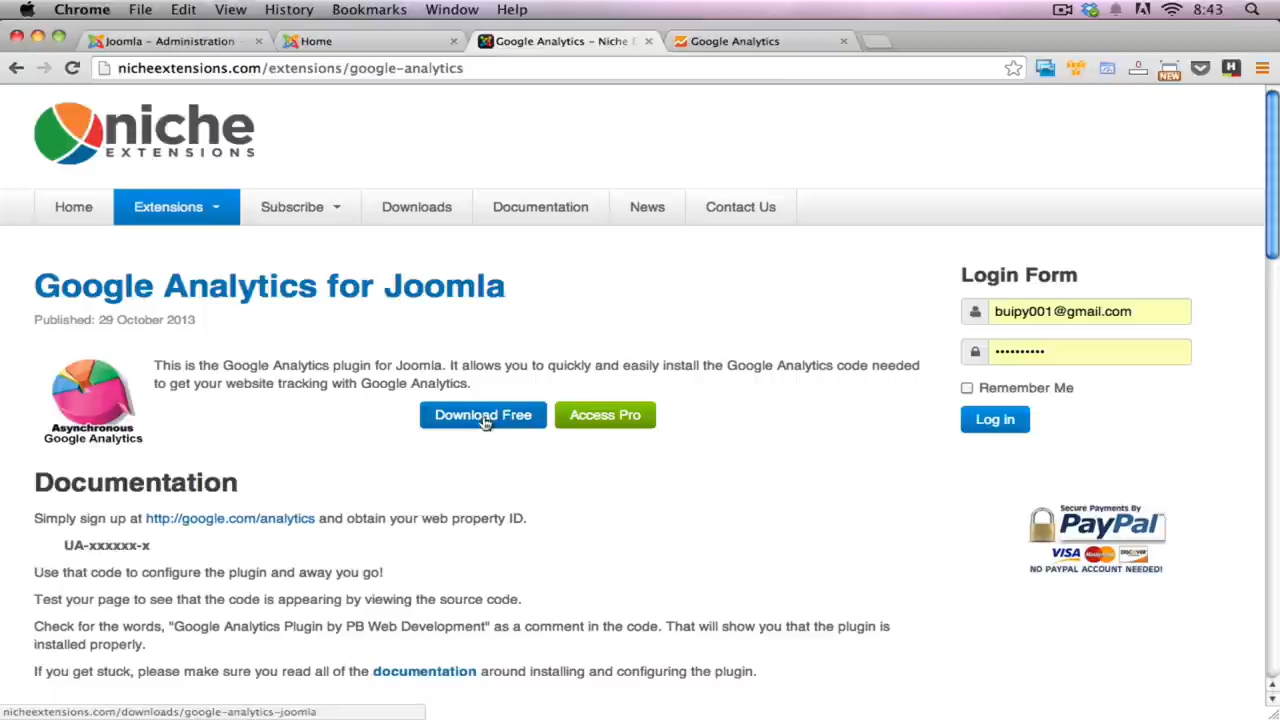 Chrome File Edit View History Bookmarks Window Help 8:43
Joomla - Administration Home Google Analytics - Niche E Google Analytics
nicheextensions.com/extensions/google-analytics
NEW
niche
EXTENSIONS
Home Extensions Subscribe Downloads Documentation News Contact Us
Google Analytics for Joomla
Published: 29 October 2013
This is the Google Analytics plugin for Joomla. It allows you to quickly and easily install the Google Analytics code needed
to get your website tracking with Google Analytics.
Download Free Access Pro
Asynchronous
Google Analytics
Login Form
buipy001@gmail.com
••••••••••
Remember Me
Log in
Documentation
Simply sign up at http://google.com/analytics and obtain your web property ID.
UA-xxxxxx-x
Use that code to configure the plugin and away you go!
Test your page to see that the code is appearing by viewing the source code.
Check for the words, "Google Analytics Plugin by PB Web Development" as a comment in the code. That will show you that the plugin is
installed properly.
If you get stuck, please make sure you read all of the documentation around installing and configuring the plugin.
Secure Payments By
PayPal
VISA MasterCard DISCOVER
NO PAYPAL ACCOUNT NEEDED!
nicheextensions.com/downloads/google-analytics-joomla